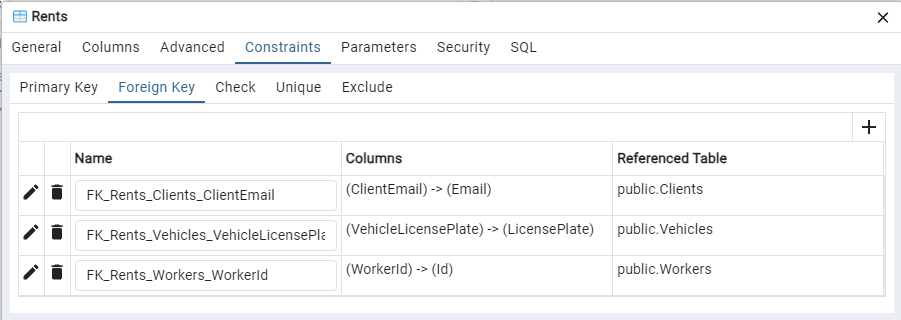 Rents
General Columns Advanced Constraints Parameters Security SQL
Primary Key Foreign Key Check Unique Exclude
Name Columns Referenced Table
FK_Rents_Clients_ClientEmail (ClientEmail) -> (Email) public.Clients
FK_Rents_Vehicles_VehicleLicensePla (VehicleLicensePlate) -> (LicensePlate) public.Vehicles
FK_Rents_Workers_WorkerId (WorkerId) -> (Id) public.Workers